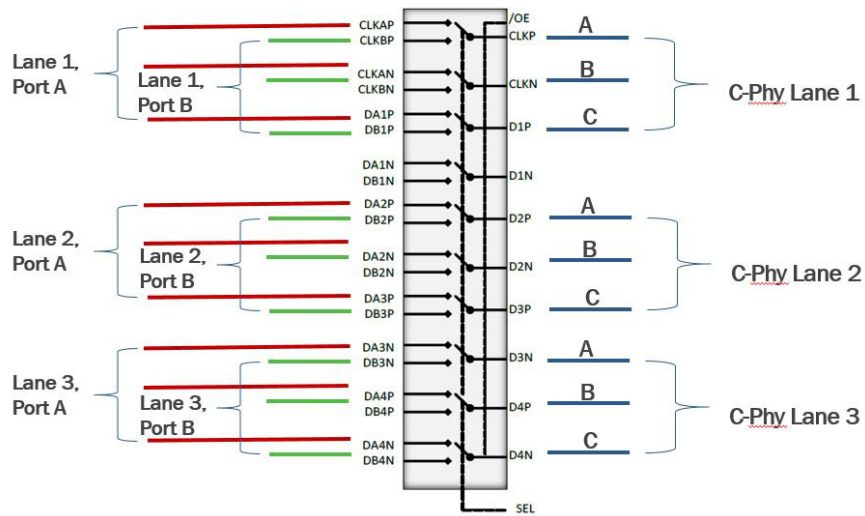 Lane 1,
Port A
Lane 1,
Port B
CLKAP
CLKBP
CLKAN
CLKBN
DA1P
DB1P
DA1N
DB1N
/OE
CLKP
CLKN
D1P
D1N
A
B
C
C-Phy Lane 1
Lane 2,
Port A
Lane 2,
Port B
DA2P
DB2P
DA2N
DB2N
DA3P
DB3P
D2P
D2N
D3P
A
B
C
C-Phy Lane 2
Lane 3,
Port A
Lane 3,
Port B
DA3N
DB3N
DA4P
DB4P
DA4N
DB4N
D3N
D4P
D4N
A
B
C
C-Phy Lane 3
SEL